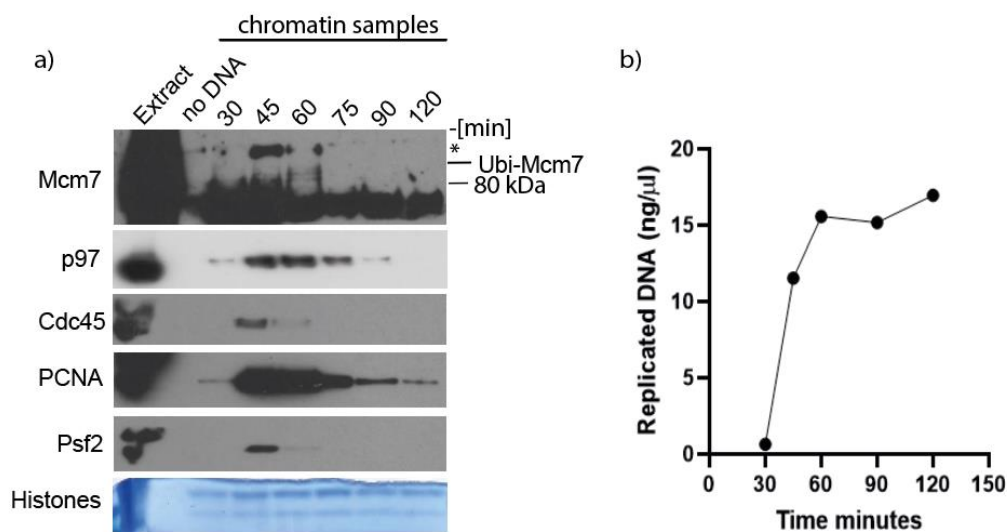 chromatin samples
a)
Extract
no DNA
30
45
60
75
90
120
-[min]
*
Mcm7
Ubi-Mcm7
80 kDa
p97
Cdc45
PCNA
Psf2
Histones
b)
Replicated DNA (ng/µl)
20
15
10
5
0
0 30 60 90 120 150
Time minutes